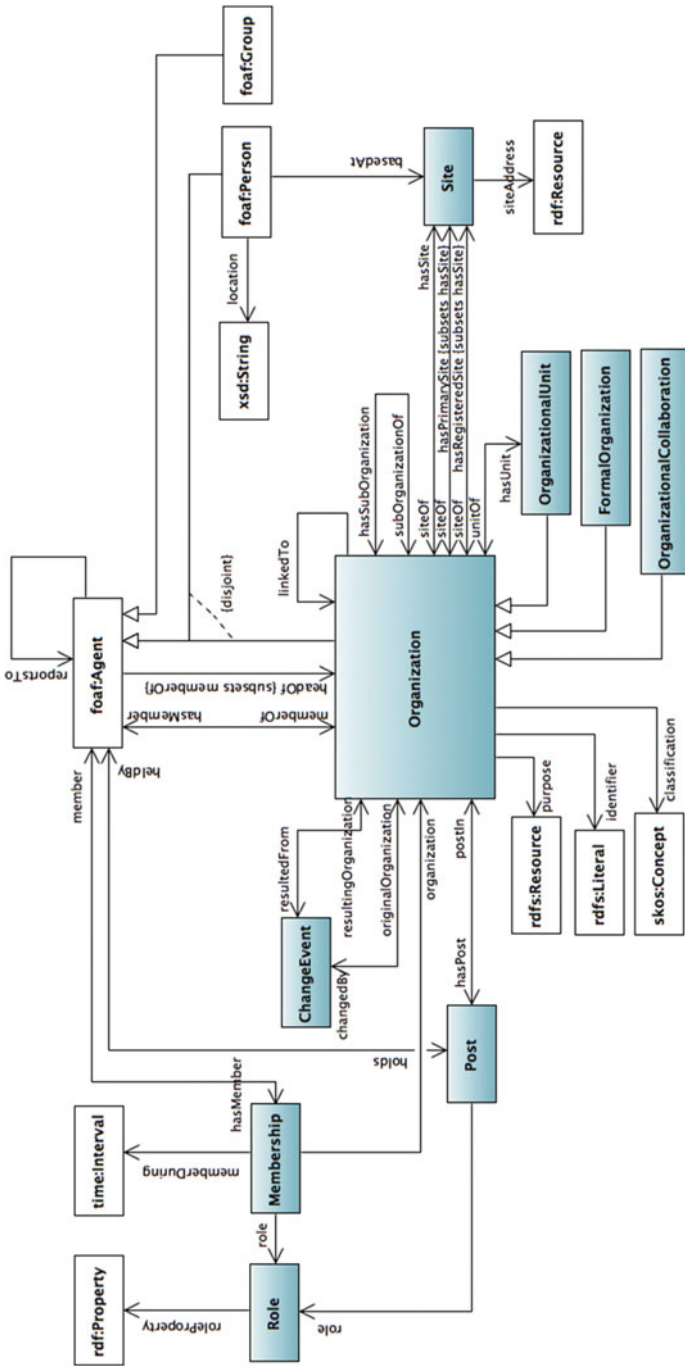 foaf:Group
foaf:Person
basedAt
Site
siteAddress
rdf:Resource
location
xsd:String
hasSite
hasPrimarySite {subsets hasSite}
hasRegisteredSite {subsets hasSite}
siteOf
siteOf
siteOf
unitOf
hasUnit
OrganizationalUnit
FormalOrganization
OrganizationalCollaboration
hasSubOrganization
subOrganizationOf
linkedTo
{disjoint}
reportsTo
foaf:Agent
headOf {subsets memberOf}
hasMember
memberOf
Organization
member
heldBy
resultedFrom
resultingOrganization
originalOrganization
organization
postIn
purpose
rdfs:Resource
identifier
rdfs:Literal
classification
skos:Concept
ChangeEvent
changedBy
hasPost
Post
holds
hasMember
time:Interval
memberDuring
Membership
role
rdf:Property
roleProperty
Role
role